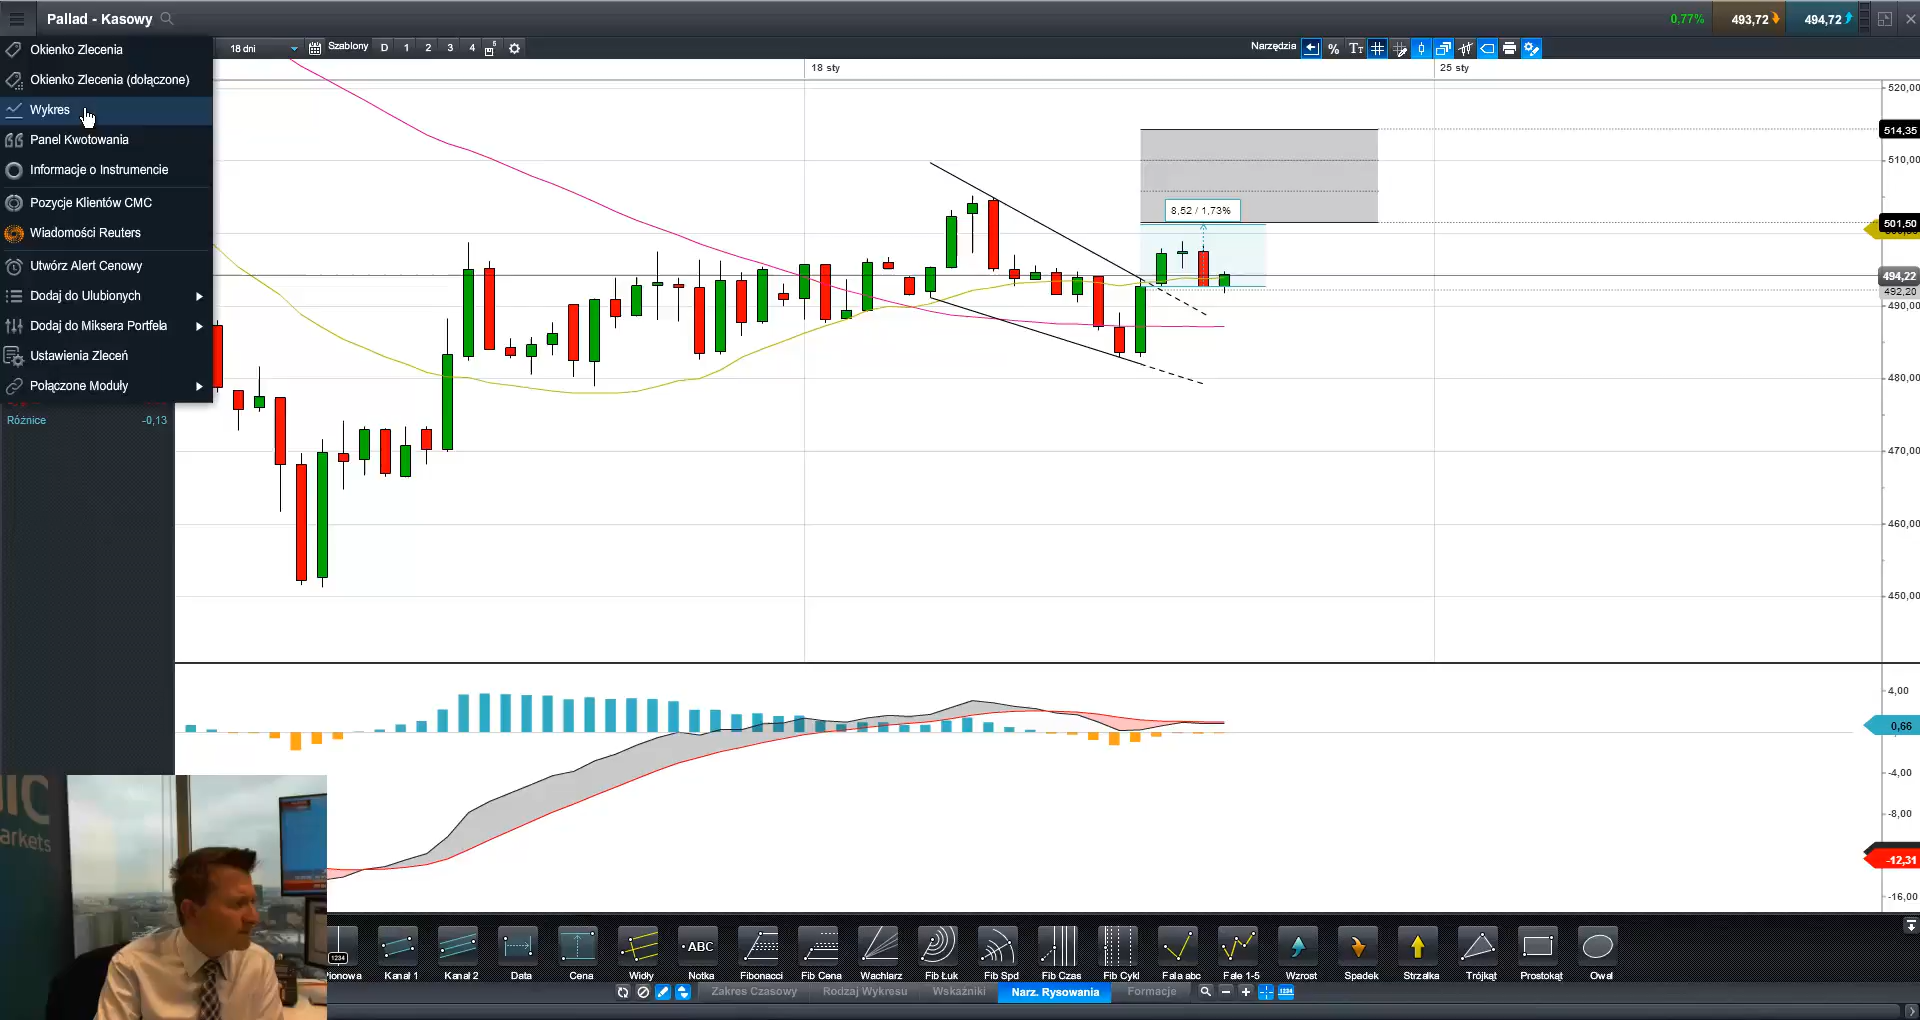 Pallad - Kasowy
0,77%
493,72
494,72
Okienko Zlecenia
18 dni
Szablony
D
1
2
3
4
5
Narzędzia
%
Tт
Okienko Zlecenia (dołączone)
18 sty
25 sty
Wykres
520,00
Panel Kwotowania
514,35
Informacje o Instrumencie
510,00
Pozycje Klientów CMC
8,52 / 1,73%
501,50
Wiadomości Reuters
Utwórz Alert Cenowy
494,22
492,20
Dodaj do Ulubionych
490,00
Dodaj do Miksera Portfela
Ustawienia Zleceń
480,00
Połączone Moduły
Różnice
-0,13
470,00
460,00
450,00
4,00
0,66
-4,00
-8,00
-12,31
-16,00
arkets
1234
ABC
Kanał 1
Kanał 2
Data
Cena
Widły
Notka
Fibonacci
Fib Cena
Wachlarz
Fib Łuk
Fib Spd
Fib Czas
Fib Cykl
Fala abc
Fale 1-5
Wzrost
Spadek
Strzałka
Trójkąt
Prostokąt
Owal
Zakres Czasowy
Rodzaj Wykresu
Wskaźniki
Narz. Rysowania
Formacje
1234